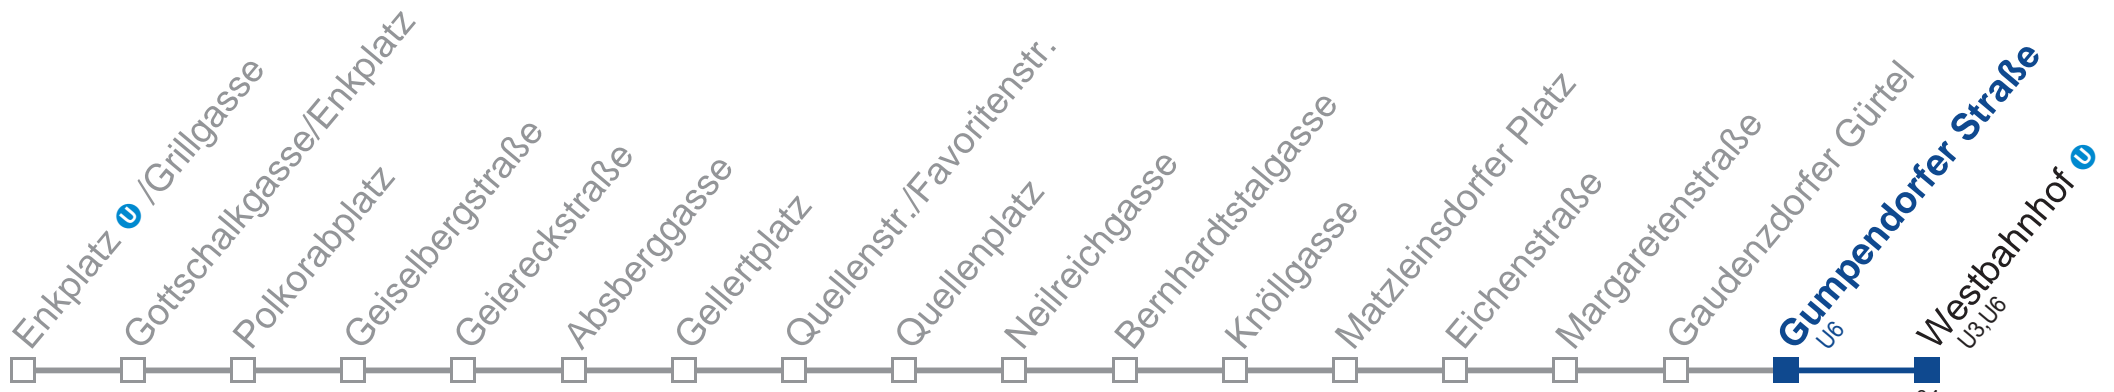 Enkplatz U /Grillgasse
Gottschalkgasse/Enkplatz
Polkorabplatz
Geiselbergstraße
Geiereckstraße
Absberggasse
Gellertplatz
Quellenstr./Favoritenstr.
Quellenplatz
Neilreichgasse
Bernhardtstalgasse
Knöllgasse
Matzleinsdorfer Platz
Eichenstraße
Margaretenstraße
Gaudenzdorfer Gürtel
Gumpendorfer Straße
U6
Westbahnhof U
U3,U6